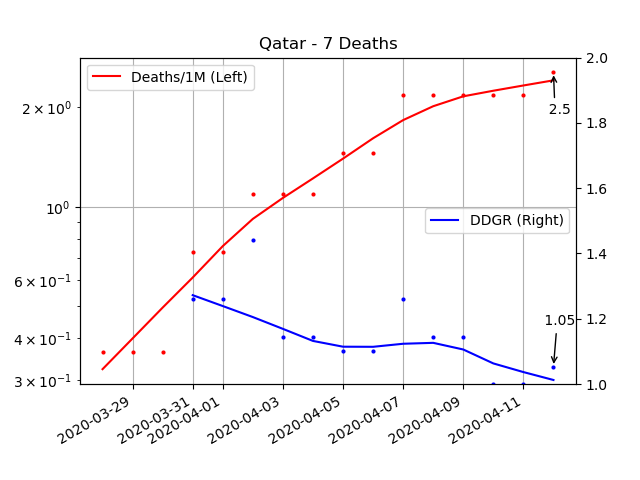 Qatar - 7 Deaths
Deaths/1M (Left)
DDGR (Right)
2 × 10⁰
10⁰
6 × 10⁻¹
4 × 10⁻¹
3 × 10⁻¹
2.0
1.8
1.6
1.4
1.2
1.0
2.5
1.05
2020-03-29
2020-03-31
2020-04-01
2020-04-03
2020-04-05
2020-04-07
2020-04-09
2020-04-11